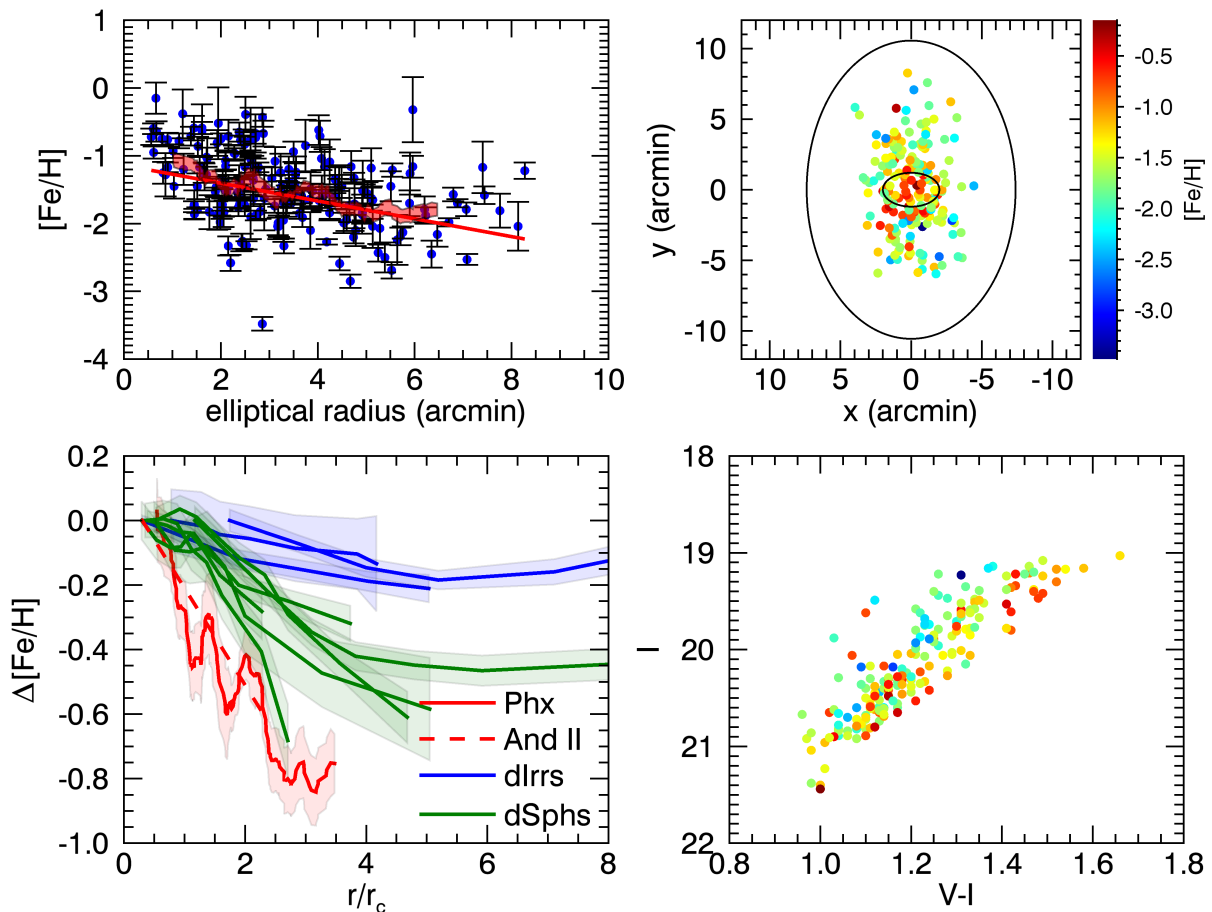 1
0
-1
-2
-3
-4
[Fe/H]
0 2 4 6 8 10
elliptical radius (arcmin)
10
5
0
-5
-10
y (arcmin)
10 5 0 -5 -10
x (arcmin)
-0.5
-1.0
-1.5
-2.0
-2.5
-3.0
[Fe/H]
0.2
0.0
-0.2
-0.4
-0.6
-0.8
-1.0
Δ[Fe/H]
Phx
And II
dIrrs
dSphs
0 2 4 6 8
r/rc
18
19
20
21
22
I
0.8 1.0 1.2 1.4 1.6 1.8
V-I